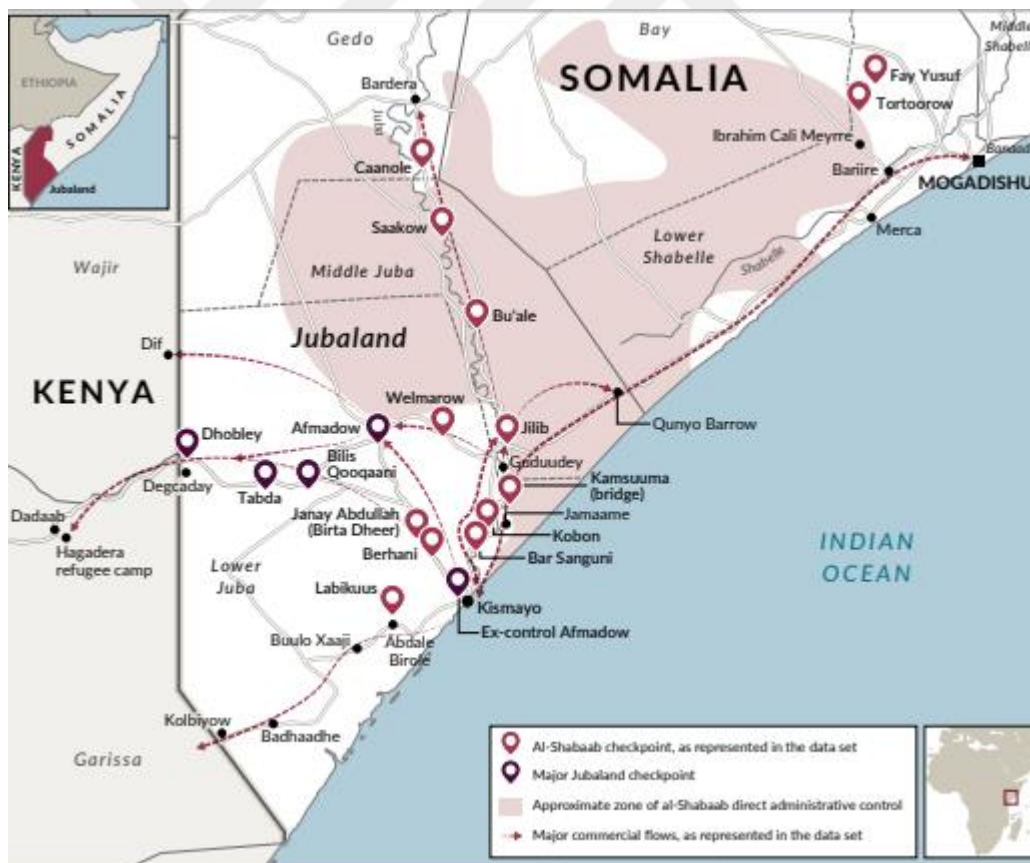 ETHIOPIA
SOMALIA
KENYA
Jubaland
Gedo
Bay
Middle
Shabelle
SOMALIA
Fay Yusuf
Tortoorow
Bardera
Juba
Ibrahim Cali Meyrre
Banaad
Caanole
Bariire
MOGADISHU
Saakow
Merca
Wajir
Middle Juba
Lower
Shabelle
Shabelle
Bu'ale
Jubaland
Dif
KENYA
Welmarow
Dhobley
Afmadow
Jilib
Qunyo Barrow
Bilis
Qooqaani
Guduudey
Degcaday
Tabda
Kamsuuma
(bridge)
Janay Abdullah
(Birta Dheer)
Jamaame
Dadaab
Kobon
Hagadera
refugee camp
Berhani
Bar Sanguni
INDIAN
OCEAN
Lower
Juba
Labikuus
Kismayo
Ex-control Afmadow
Buulo Xaaji
Abdale
Birole
Kolbiyow
Badhaadhe
Garissa
Al-Shabaab checkpoint, as represented in the data set
Major Jubaland checkpoint
Approximate zone of al-Shabaab direct administrative control
Major commercial flows, as represented in the data set